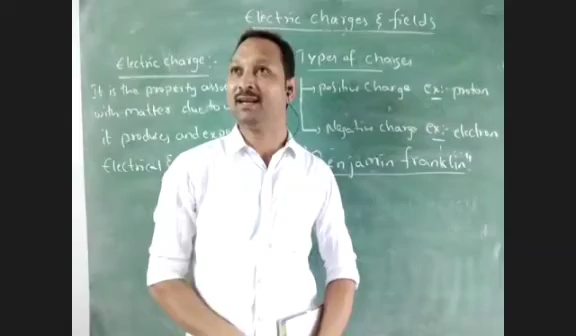 Electric charges & fields
Electric charge :-
It is the property
with matter due to
it produces and
Electrical &
Types of charges
positive charge ex:- proton
Negative charge ex:- electron
Benjamin franklin"